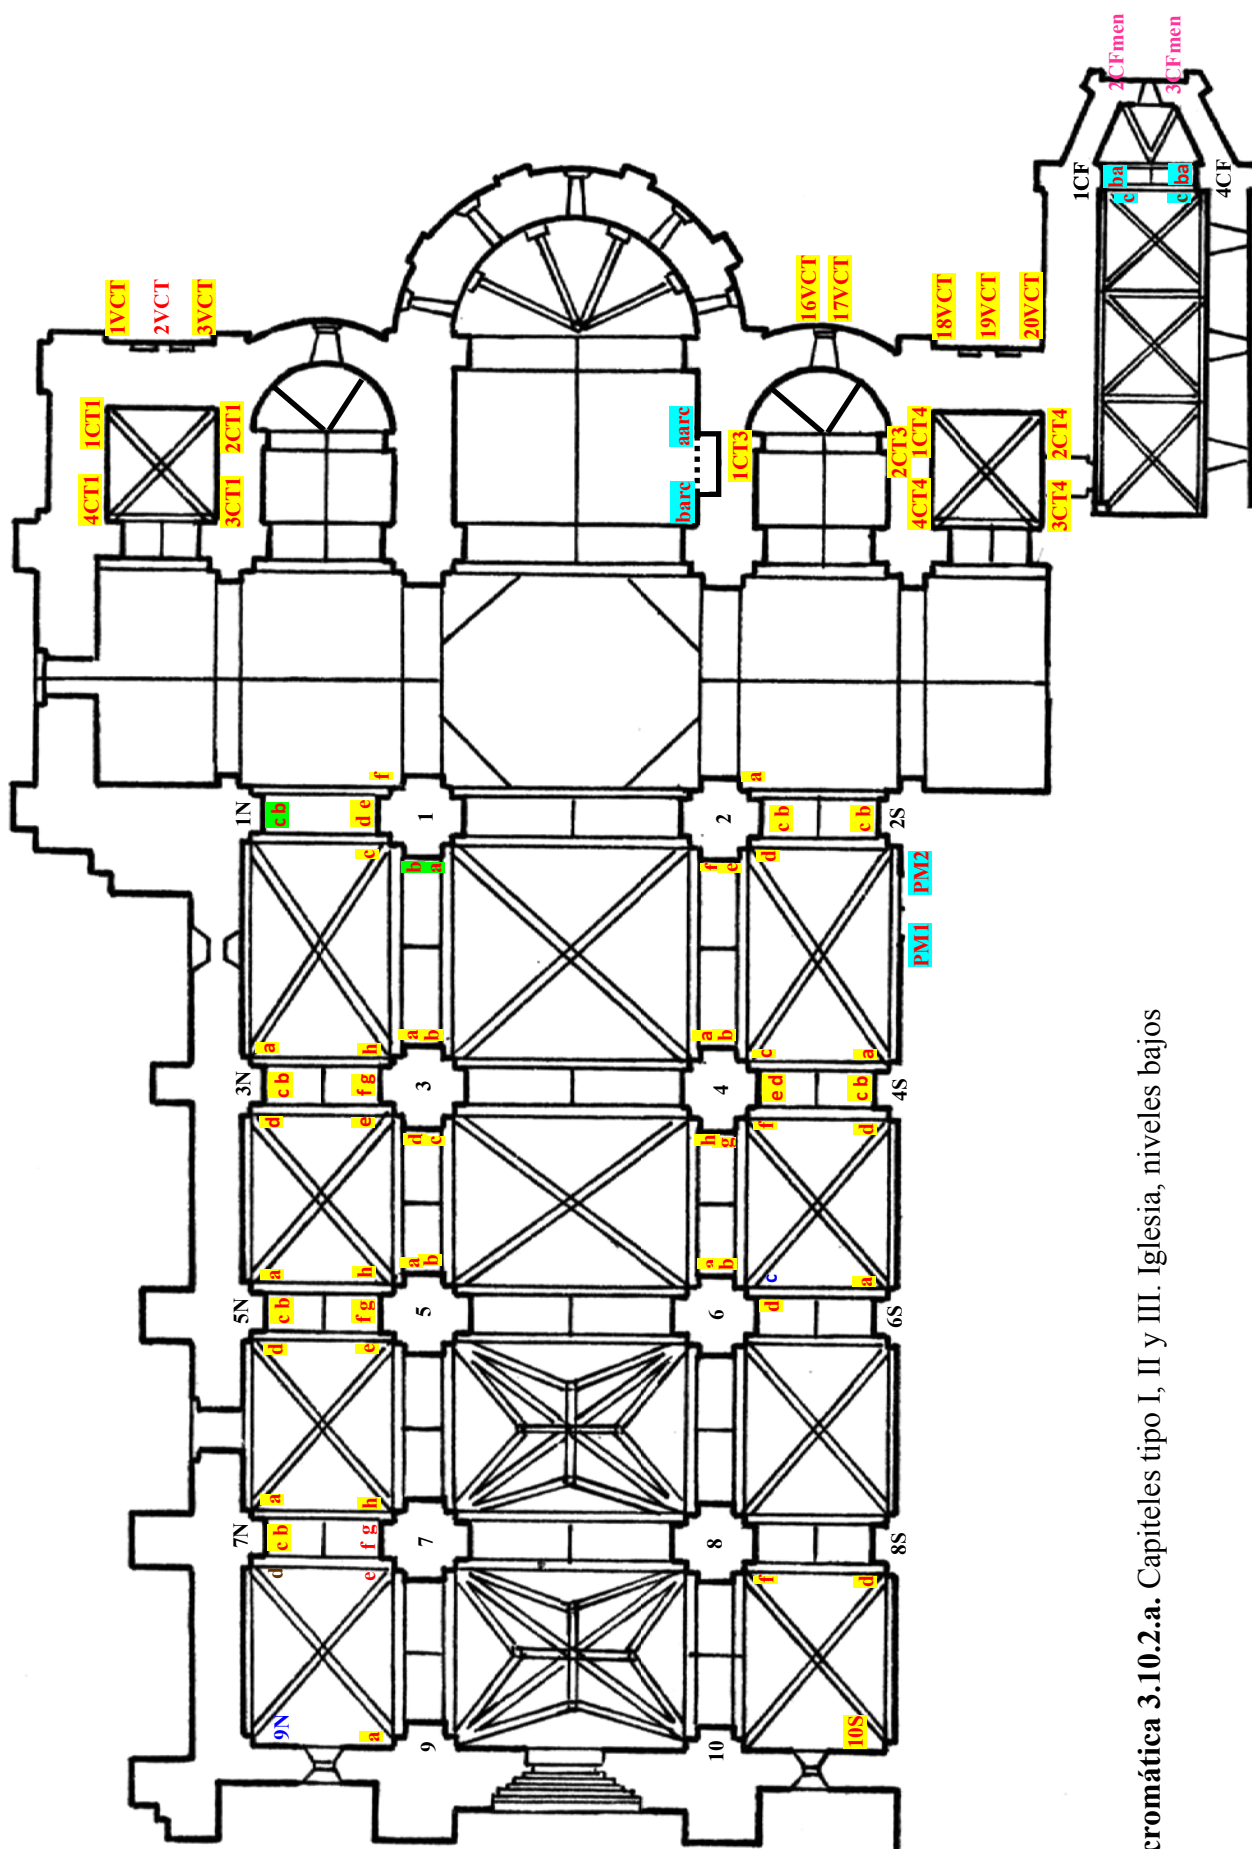 2CFmen
3CFmen
1CF
ba
c
ba
c
4CF
1VCT
2VCT
3VCT
16VCT
17VCT
18VCT
19VCT
20VCT
1CT1
2CT1
4CT1
3CT1
aarc
barc
1CT3
2CT3
1CT4
2CT4
4CT4
3CT4
f
a
1N
c b
d e
1
2
c b
c b
2S
c
b
a
f
e
d
PM2
PM1
a
h
a
b
a
b
c
a
3N
c b
f g
3
4
e d
c b
4S
d
e
d
c
h
g
f
d
a
h
a
b
a
b
c
a
5N
c b
f g
5
6
d
6S
d
e
a
h
7N
c b
f g
7
8
8S
d
e
f
d
9N
a
9
10
10S
cromática 3.10.2.a. Capiteles tipo I, II y III. Iglesia, niveles bajos